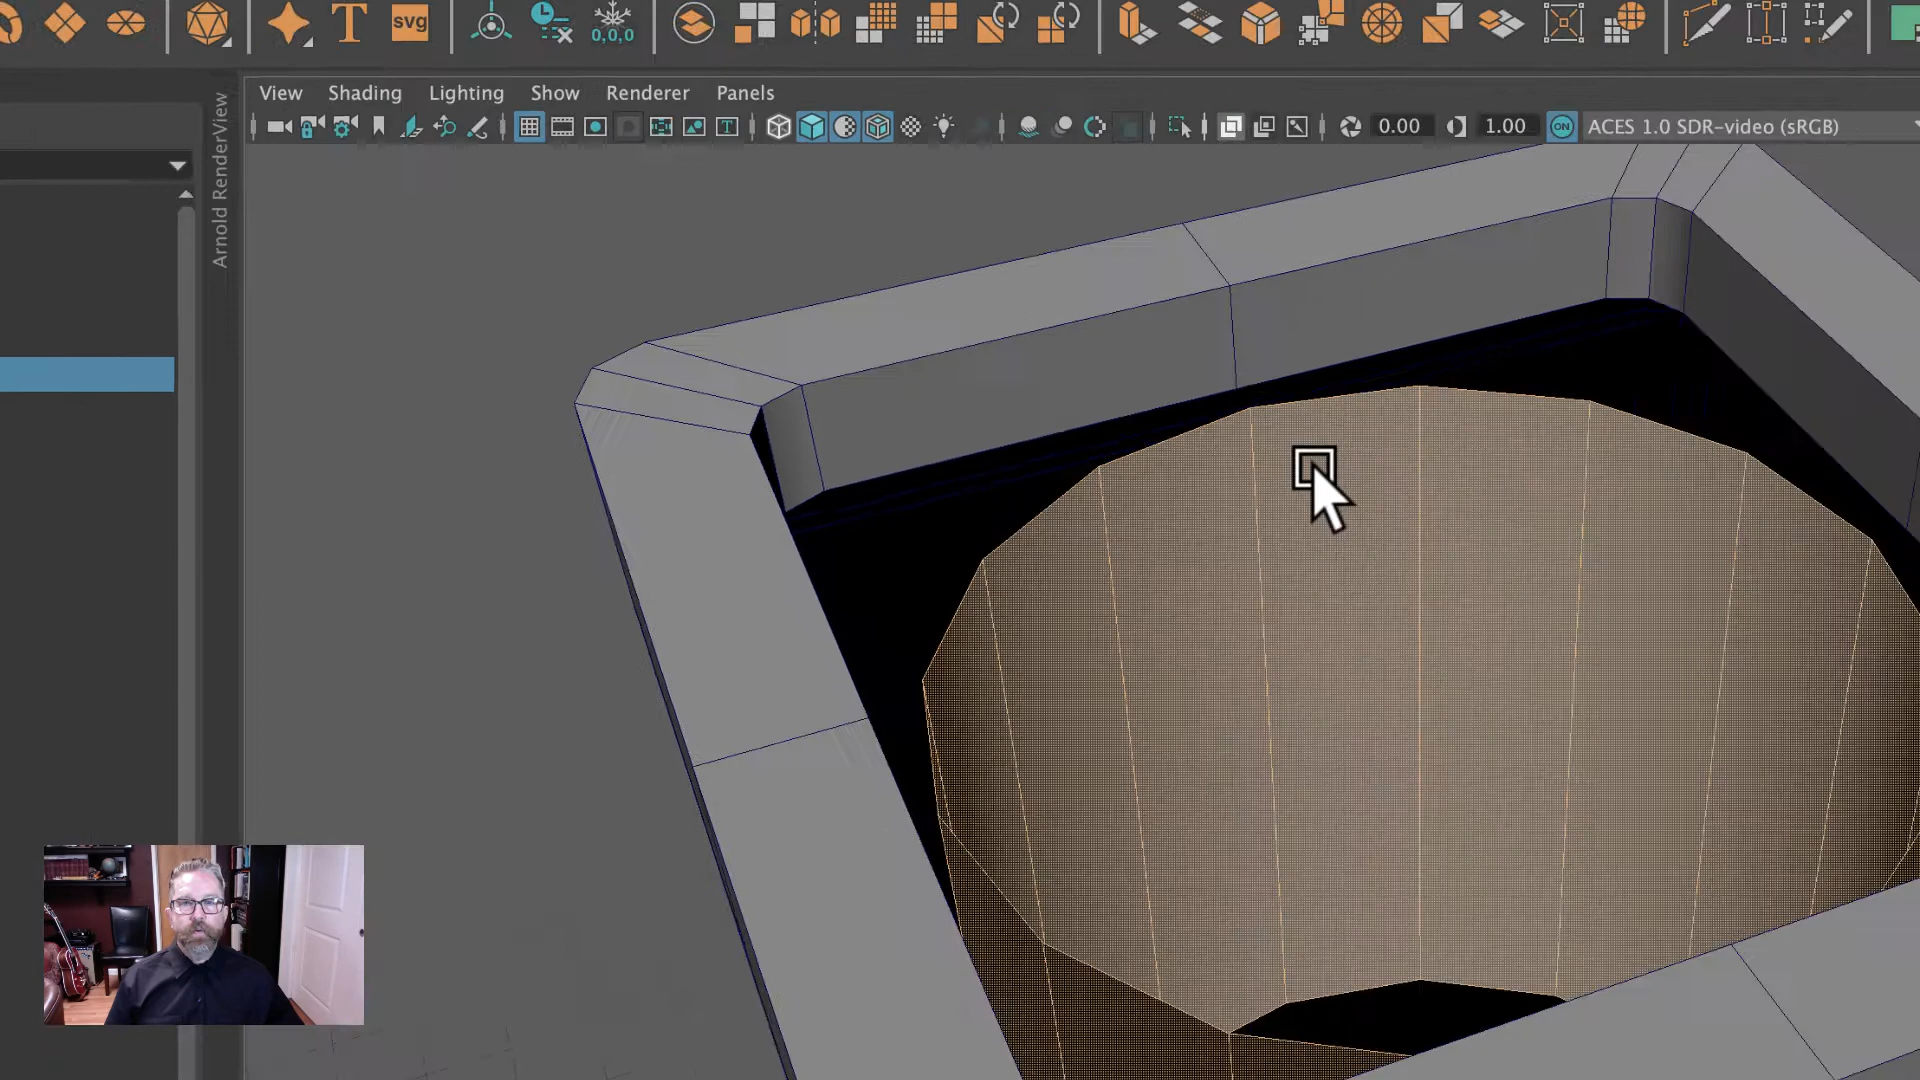 T svg 0,0,0
View Shading Lighting Show Renderer Panels
T 0.00 1.00 ON ACES 1.0 SDR-video (sRGB)
Arnold RenderView